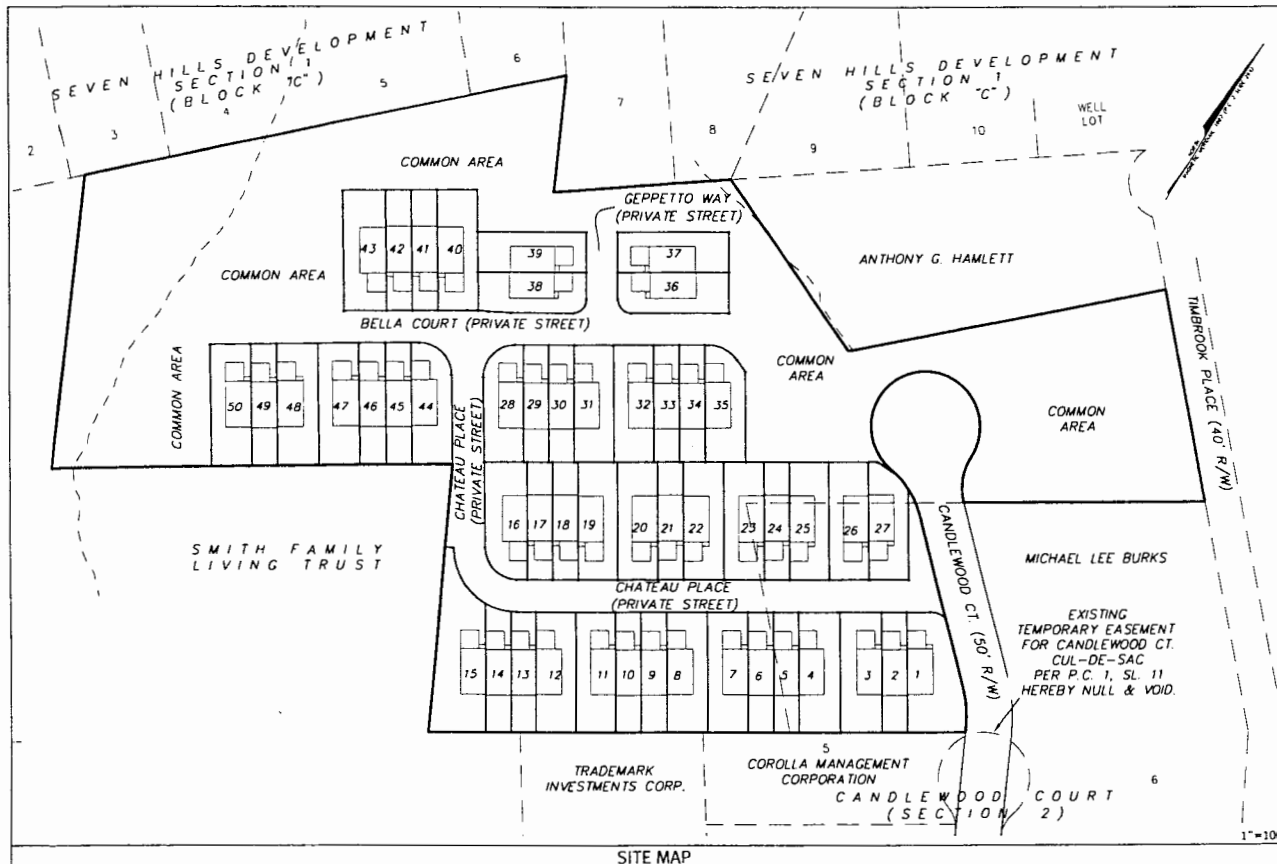 SEVEN HILLS DEVELOPMENT
SECTION 1
(BLOCK "C")
2
3
4
5
6
7
8
SEVEN HILLS DEVELOPMENT
SECTION 1
(BLOCK "C")
9
10
WELL
LOT
COMMON AREA
GEPPETTO WAY
(PRIVATE STREET)
43 42 41 40
39
38
37
36
ANTHONY G. HAMLETT
COMMON AREA
BELLA COURT (PRIVATE STREET)
TIMBROOK PLACE (40' R/W)
COMMON AREA
50 49 48
47 46 45 44
28 29 30 31
32 33 34 35
COMMON
AREA
COMMON
AREA
CHATEAU PLACE
(PRIVATE STREET)
16 17 18 19
20 21 22
23 24 25
26 27
CANDLEWOOD CT. (50' R/W)
SMITH FAMILY
LIVING TRUST
MICHAEL LEE BURKS
CHATEAU PLACE
(PRIVATE STREET)
EXISTING
TEMPORARY EASEMENT
FOR CANDLEWOOD CT.
CUL-DE-SAC
PER P.C. 1, SL. 11
HEREBY NULL & VOID.
15 14 13 12
11 10 9 8
7 6 5 4
3 2 1
TRADEMARK
INVESTMENTS CORP.
5
COROLLA MANAGEMENT
CORPORATION
CANDLEWOOD COURT
(SECTION 2)
6
1"=10
SITE MAP